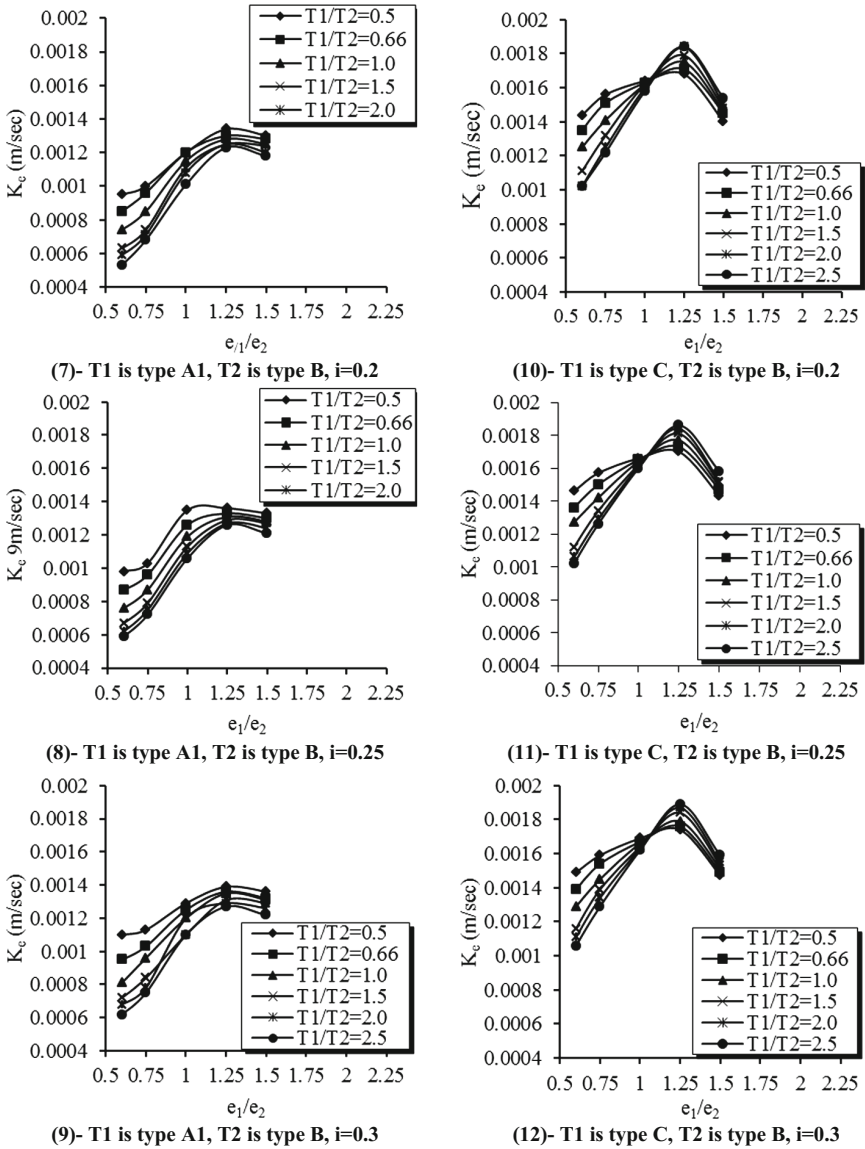 0.002
0.0018
0.0016
0.0014
0.0012
0.001
0.0008
0.0006
0.0004
K_c (m/sec)
T1/T2=0.5
T1/T2=0.66
T1/T2=1.0
T1/T2=1.5
T1/T2=2.0
0.5 0.75 1 1.25 1.5 1.75 2 2.25
e/1/e2
(7)- T1 is type A1, T2 is type B, i=0.2
0.002
0.0018
0.0016
0.0014
0.0012
0.001
0.0008
0.0006
0.0004
K_c (m/sec)
T1/T2=0.5
T1/T2=0.66
T1/T2=1.0
T1/T2=1.5
T1/T2=2.0
T1/T2=2.5
0.5 0.75 1 1.25 1.5 1.75 2 2.25
e1/e2
(10)- T1 is type C, T2 is type B, i=0.2
0.002
0.0018
0.0016
0.0014
0.0012
0.001
0.0008
0.0006
0.0004
K_c 9m/sec)
T1/T2=0.5
T1/T2=0.66
T1/T2=1.0
T1/T2=1.5
T1/T2=2.0
0.5 0.75 1 1.25 1.5 1.75 2 2.25
e1/e2
(8)- T1 is type A1, T2 is type B, i=0.25
0.002
0.0018
0.0016
0.0014
0.0012
0.001
0.0008
0.0006
0.0004
K_c (m/sec)
T1/T2=0.5
T1/T2=0.66
T1/T2=1.0
T1/T2=1.5
T1/T2=2.0
T1/T2=2.5
0.5 0.75 1 1.25 1.5 1.75 2 2.25
e1/e2
(11)- T1 is type C, T2 is type B, i=0.25
0.002
0.0018
0.0016
0.0014
0.0012
0.001
0.0008
0.0006
0.0004
K_c (m/sec)
T1/T2=0.5
T1/T2=0.66
T1/T2=1.0
T1/T2=1.5
T1/T2=2.0
T1/T2=2.5
0.5 0.75 1 1.25 1.5 1.75 2 2.25
e1/e2
(9)- T1 is type A1, T2 is type B, i=0.3
0.002
0.0018
0.0016
0.0014
0.0012
0.001
0.0008
0.0006
0.0004
K_c (m/sec)
T1/T2=0.5
T1/T2=0.66
T1/T2=1.0
T1/T2=1.5
T1/T2=2.0
T1/T2=2.5
0.5 0.75 1 1.25 1.5 1.75 2 2.25
e1/e2
(12)- T1 is type C, T2 is type B, i=0.3